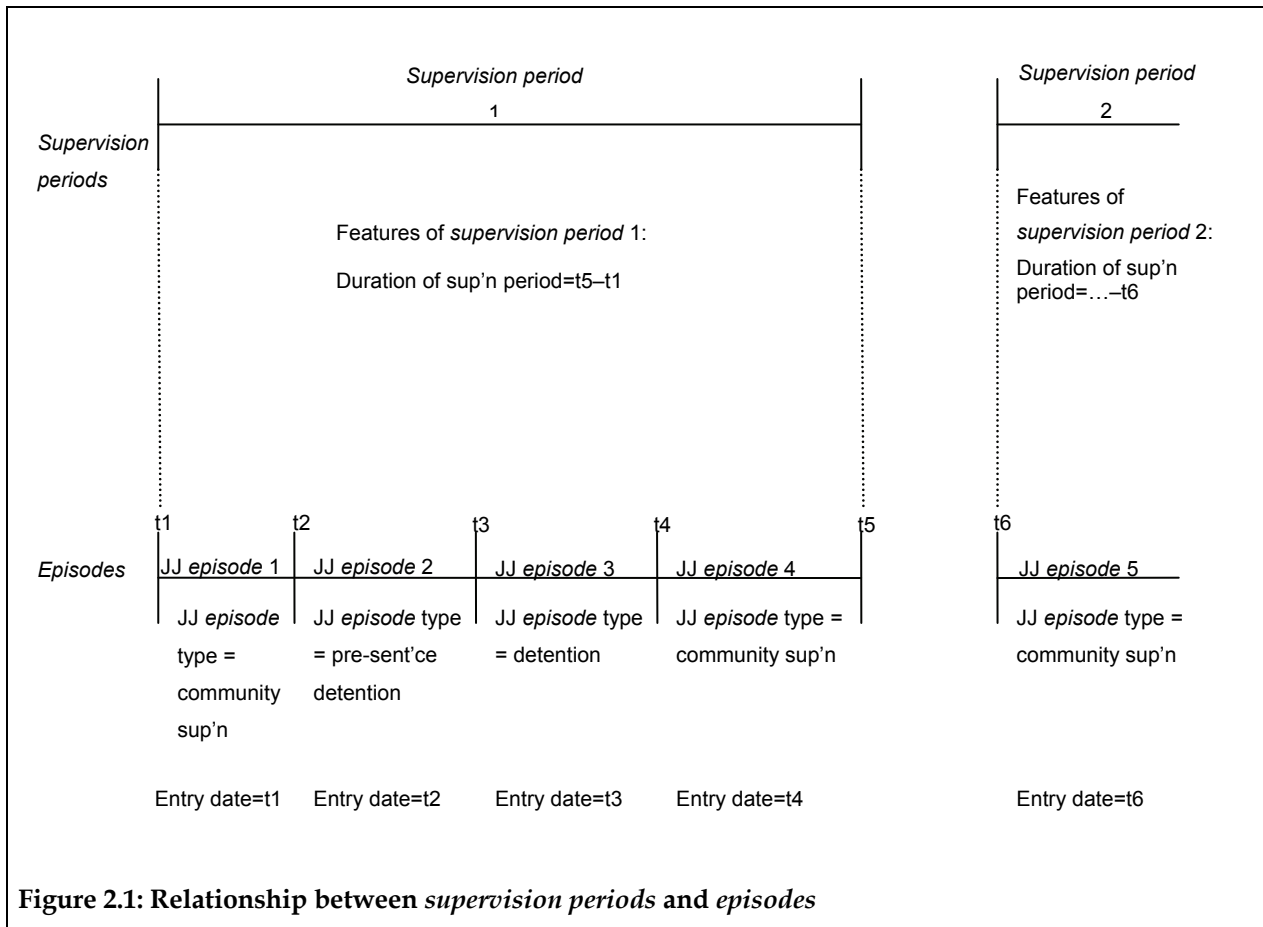 Supervision period
1
Supervision period
2
Supervision
periods
Features of supervision period 1:
Duration of sup’n period=t5–t1
Features of
supervision period 2:
Duration of sup’n
period=…–t6
t1
t2
t3
t4
t5
t6
Episodes
JJ episode 1
JJ episode 2
JJ episode 3
JJ episode 4
JJ episode 5
JJ episode
type =
community
sup’n
JJ episode type
= pre-sent’ce
detention
JJ episode type
= detention
JJ episode type =
community sup’n
JJ episode type =
community sup’n
Entry date=t1
Entry date=t2
Entry date=t3
Entry date=t4
Entry date=t6
Figure 2.1: Relationship between supervision periods and episodes